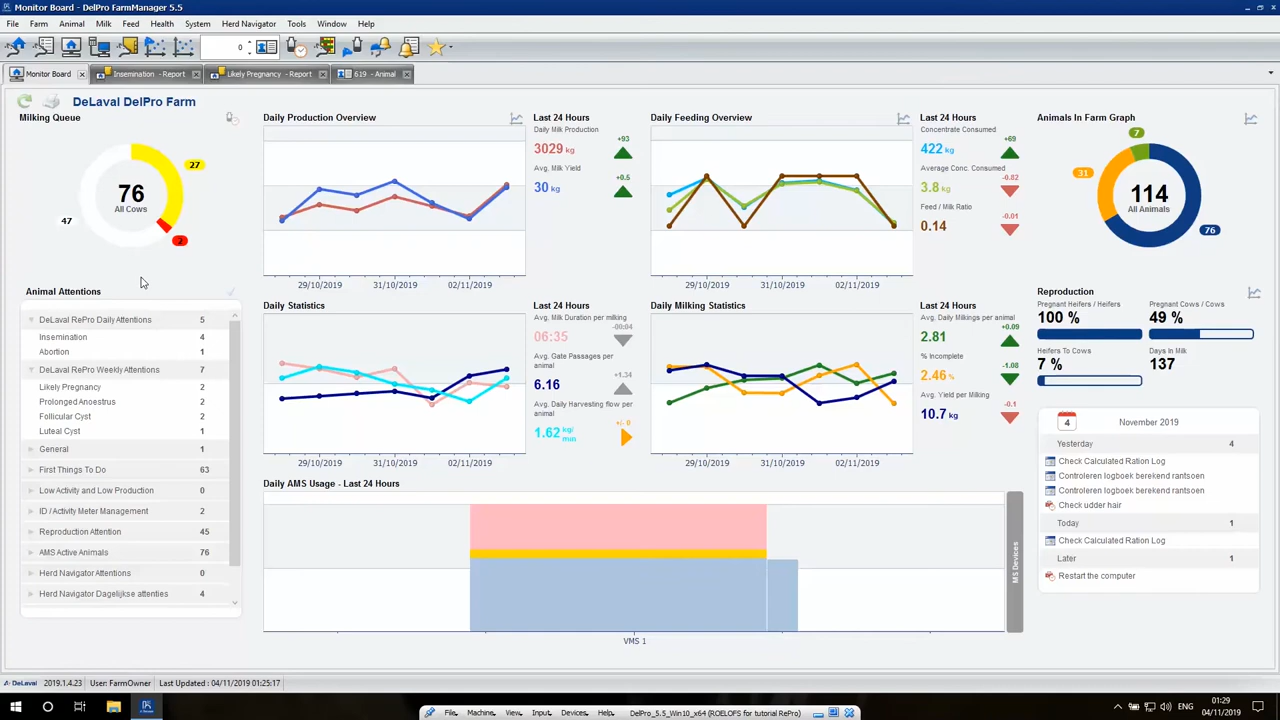 Monitor Board - DelPro FarmManager 5.5
File Farm Animal Milk Feed Health System Herd Navigator Tools Window Help
0
Monitor Board Insemination - Report Likely Pregnancy - Report 619 - Animal
DeLaval DelPro Farm
Milking Queue
27
76
All Cows
47
2
Animal Attentions
DeLaval RePro Daily Attentions 5
Insemination 4
Abortion 1
DeLaval RePro Weekly Attentions 7
Likely Pregnancy 2
Prolonged Anoestrus 2
Follicular Cyst 2
Luteal Cyst 1
General 1
First Things To Do 63
Low Activity and Low Production 0
ID / Activity Meter Management 2
Reproduction Attention 45
AMS Active Animals 76
Herd Navigator Attentions 0
Herd Navigator Dagelijkse attenties 4
Daily Production Overview
29/10/2019 31/10/2019 02/11/2019
Last 24 Hours
Daily Milk Production
+93
3029 kg
Avg. Milk Yield
+0.5
30 kg
Daily Feeding Overview
29/10/2019 31/10/2019 02/11/2019
Last 24 Hours
Concentrate Consumed
+69
422 kg
Average Conc. Consumed
-0.82
3.8 kg
Feed / Milk Ratio
-0.01
0.14
Daily Statistics
29/10/2019 31/10/2019 02/11/2019
Last 24 Hours
Avg. Milk Duration per milking
-00:04
06:35
Avg. Gate Passages per
animal
+1.34
6.16
Avg. Daily Harvesting flow per
animal
+/- 0
1.62 kg/
min
Daily Milking Statistics
29/10/2019 31/10/2019 02/11/2019
Last 24 Hours
Avg. Daily Milkings per animal
+0.09
2.81
% Incomplete
-1.08
2.46 %
Avg. Yield per Milking
-0.1
10.7 kg
Daily AMS Usage - Last 24 Hours
VMS 1
MS Devices
Animals In Farm Graph
7
31
114
All Animals
76
Reproduction
Pregnant Heifers / Heifers Pregnant Cows / Cows
100 % 49 %
Heifers To Cows Days In Milk
7 % 137
4 November 2019
Yesterday 4
Check Calculated Ration Log
Controleren logboek berekend rantsoen
Controleren logboek berekend rantsoen
Check udder hair
Today 1
Check Calculated Ration Log
Later 1
Restart the computer
DeLaval 2019.1.4.23 User: FarmOwner Last Updated : 04/11/2019 01:25:17
File Machine View Input Devices Help DelPro_5.5_Win10_x64 (ROELOFS for tutorial RePro)
ENG
01:29
04/11/2019